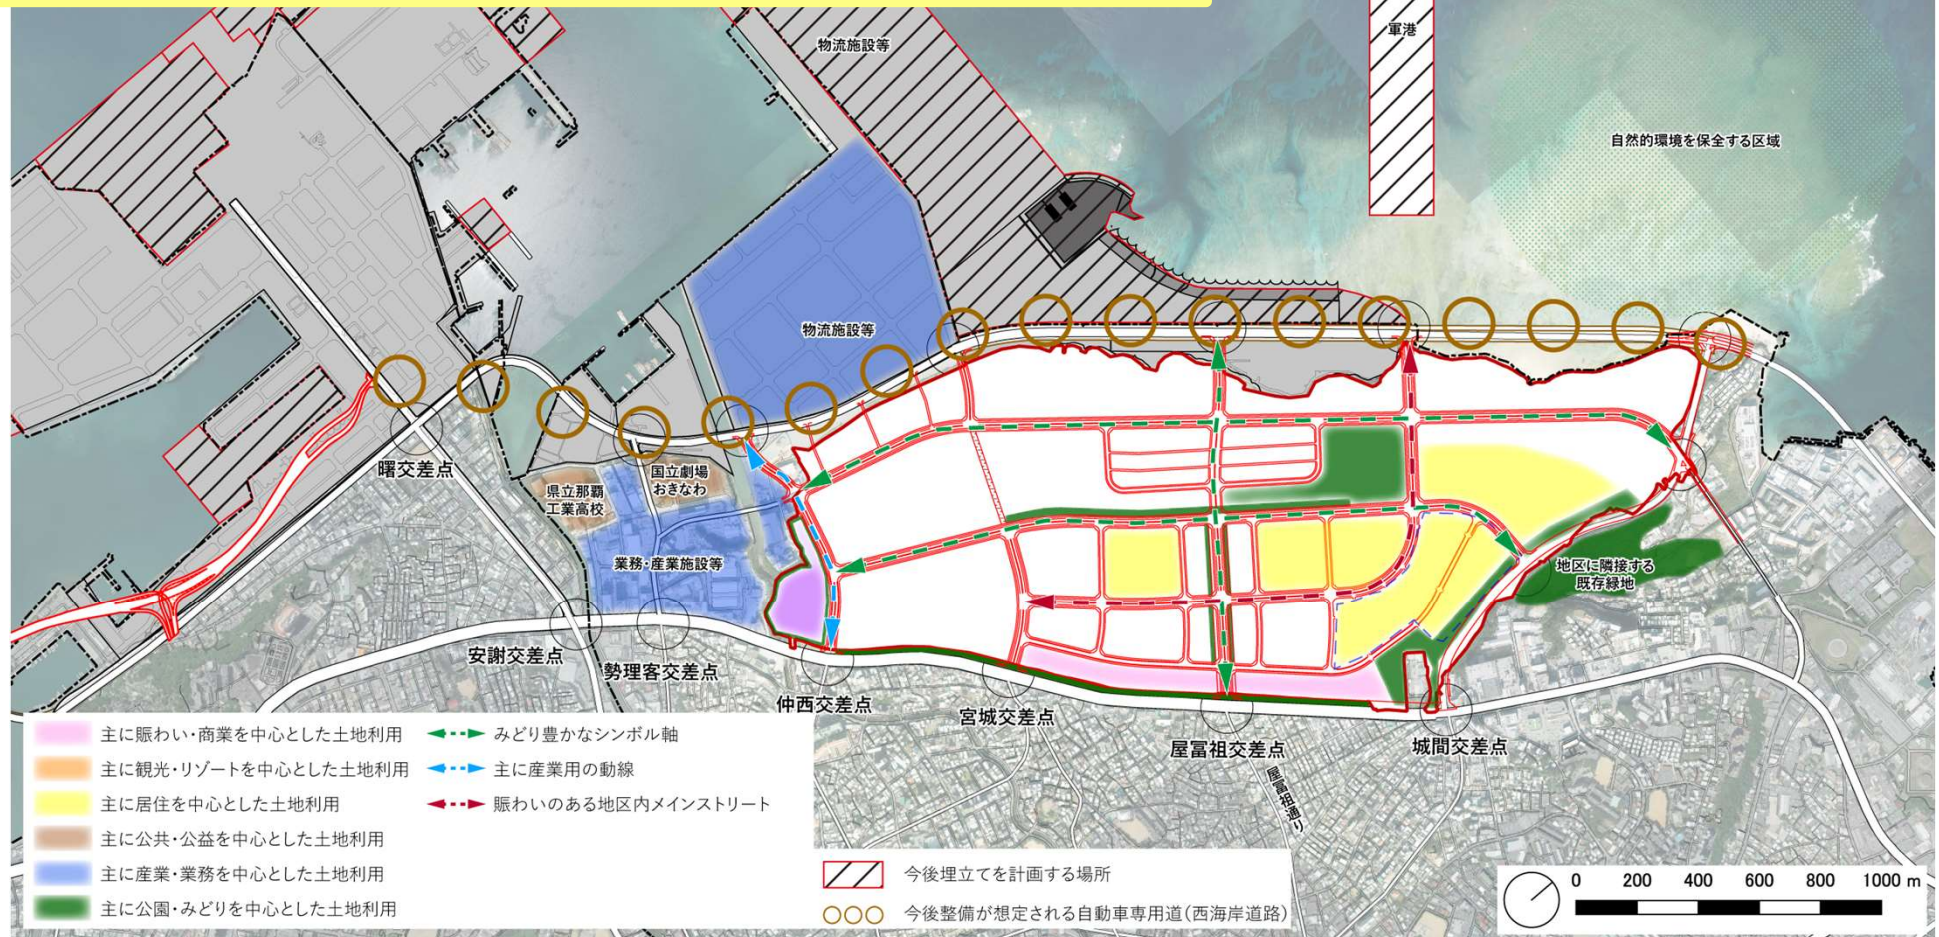 物流施設等
軍港
自然的環境を保全する区域
物流施設等
曙交差点
国立劇場
おきなわ
県立那覇
工業高校
業務・産業施設等
地区に隣接する
既存緑地
安謝交差点
勢理客交差点
仲西交差点
宮城交差点
屋冨祖交差点
城間交差点
屋冨祖通り
主に賑わい・商業を中心とした土地利用
主に観光・リゾートを中心とした土地利用
主に居住を中心とした土地利用
主に公共・公益を中心とした土地利用
主に産業・業務を中心とした土地利用
主に公園・みどりを中心とした土地利用
みどり豊かなシンボル軸
主に産業用の動線
賑わいのある地区内メインストリート
今後埋立てを計画する場所
今後整備が想定される自動車専用道(西海岸道路)
0 200 400 600 800 1000 m